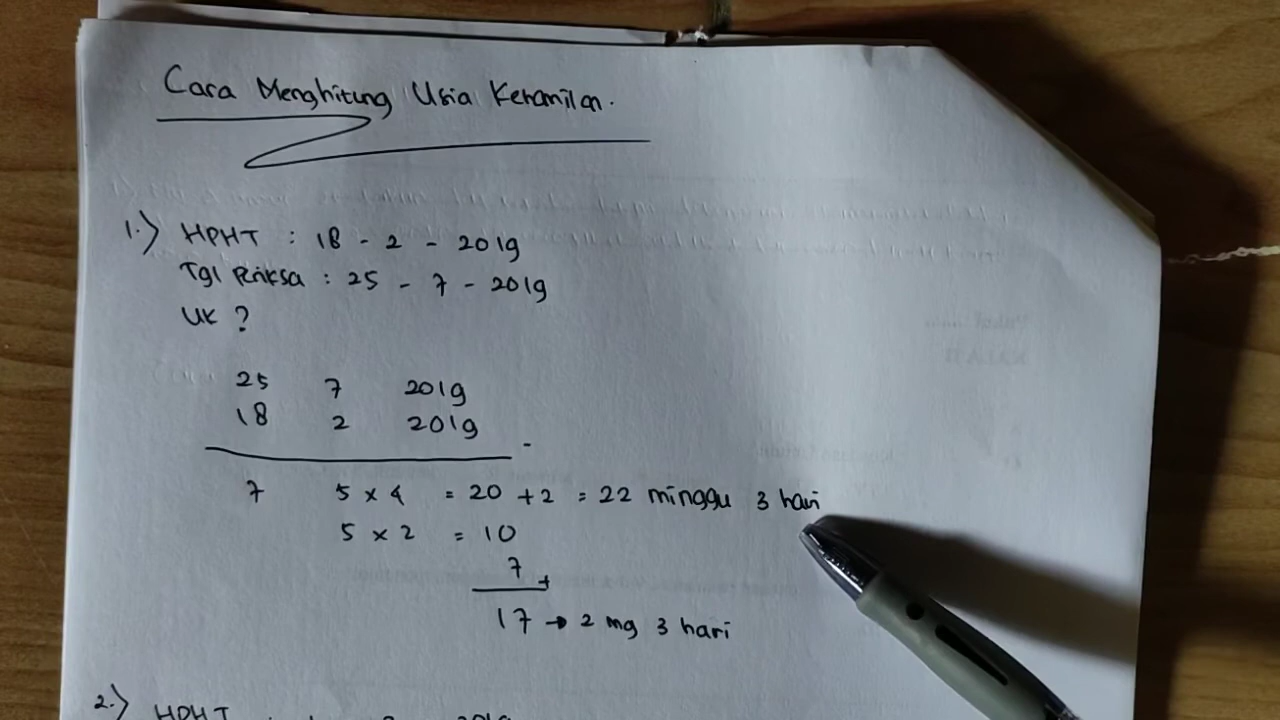 Cara Menghitung Usia Kehamilan.
1.) HPHT : 18 - 2 - 2019
Tgl Periksa : 25 - 7 - 2019
UK ?
25 7 2019
18 2 2019 -
7 5 x 4 = 20 + 2 = 22 minggu 3 hari
5 x 2 = 10
7 +
17 → 2 mg 3 hari
2.) HPHT